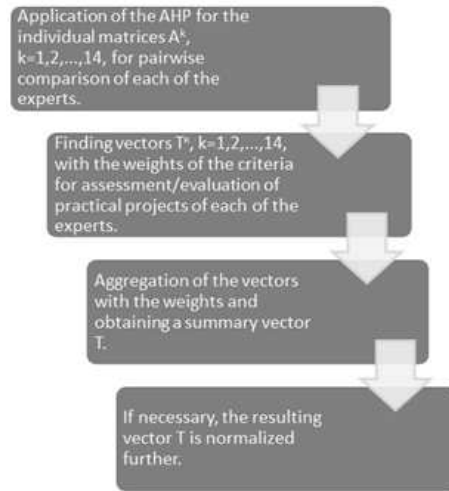 Application of the AHP for the
individual matrices Aᵏ,
k=1,2,...,14, for pairwise
comparison of each of the
experts.
Finding vectors Tᵏ, k=1,2,...,14,
with the weights of the criteria
for assessment/evaluation of
practical projects of each of the
experts.
Aggregation of the vectors
with the weights and
obtaining a summary vector
T.
If necessary, the resulting
vector T is normalized
further.